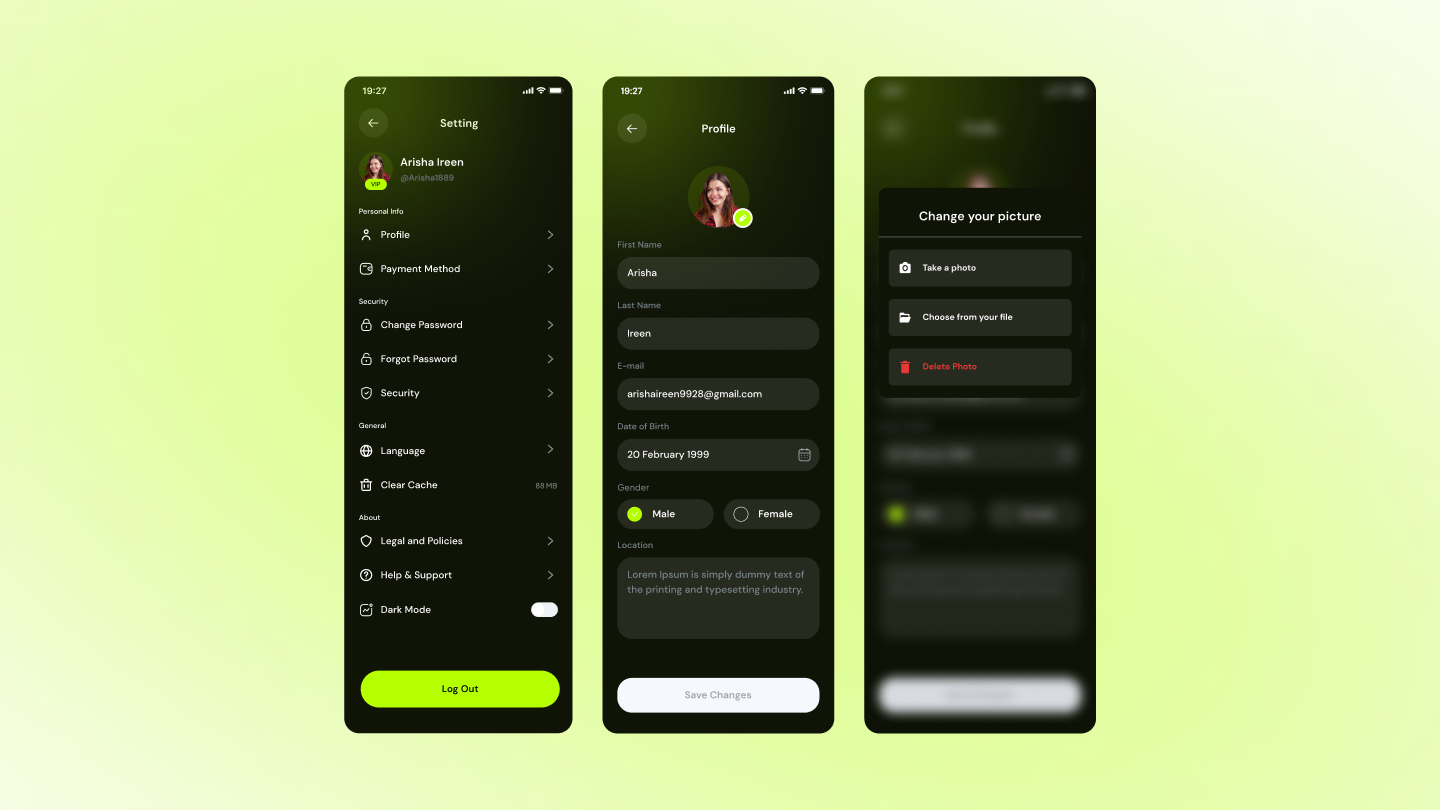 19:27
Setting
Arisha Ireen
@Arisha1889
VIP
Personal Info
Profile
Payment Method
Security
Change Password
Forgot Password
Security
General
Language
Clear Cache 88 MB
About
Legal and Policies
Help & Support
Dark Mode
Log Out
19:27
Profile
First Name
Arisha
Last Name
Ireen
E-mail
arishaireen9928@gmail.com
Date of Birth
20 February 1999
Gender
Male Female
Location
Lorem Ipsum is simply dummy text of
the printing and typesetting industry.
Save Changes
Change your picture
Take a photo
Choose from your file
Delete Photo